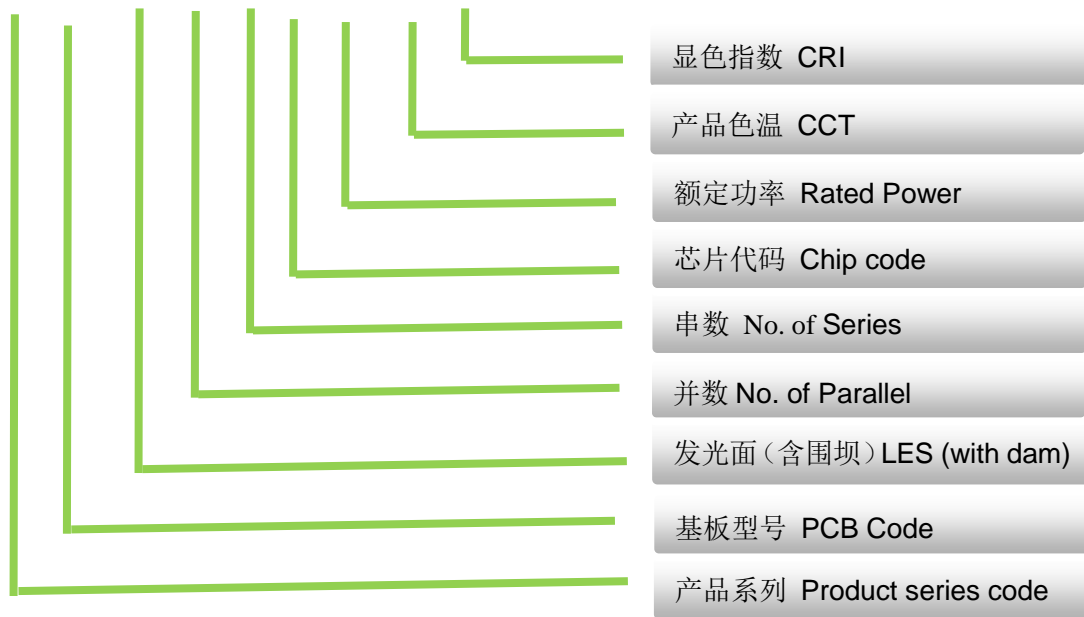 显色指数 CRI
产品色温 CCT
额定功率 Rated Power
芯片代码 Chip code
串数 No. of Series
并数 No. of Parallel
发光面（含围坝）LES (with dam)
基板型号 PCB Code
产品系列 Product series code